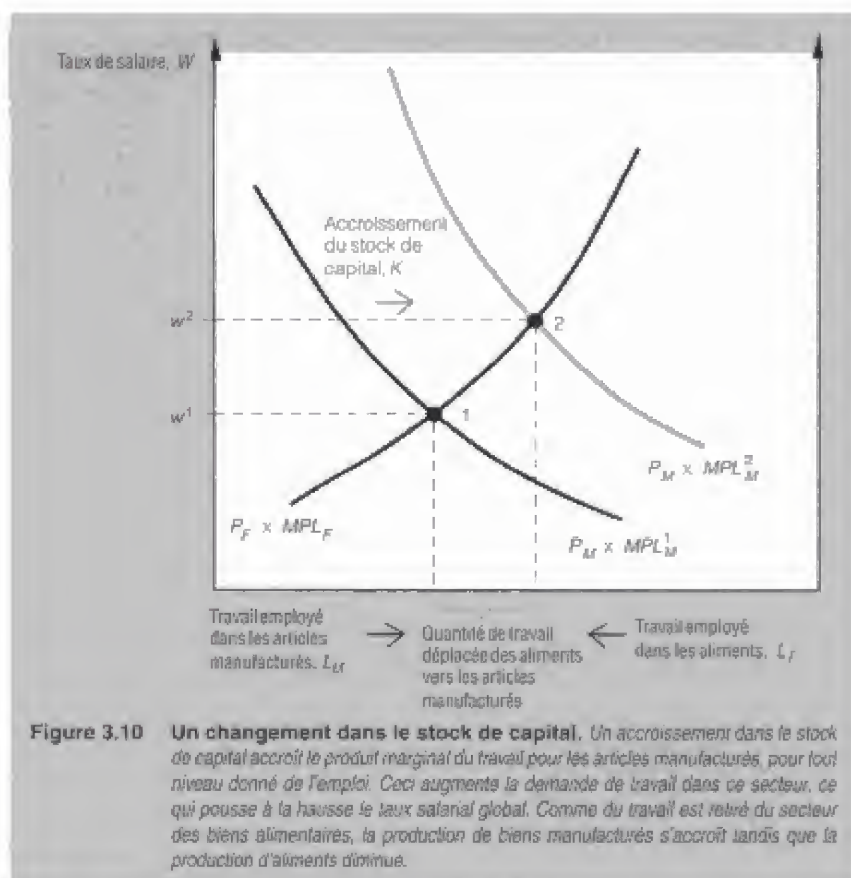 Taux de salaire, W
Accroissement
du stock de
capital, K
w²
2
w¹
1
P_M × MPL²_M
P_F × MPL_F
P_M × MPL¹_M
Travail employé
dans les articles
manufacturés, L_M
Quantité de travail
déplacée des aliments
vers les articles
manufacturés
Travail employé
dans les aliments, L_F
Figure 3.10 Un changement dans le stock de capital. Un accroissement dans le stock
de capital accroît le produit marginal du travail pour les articles manufacturés, pour tout
niveau donné de l'emploi. Ceci augmente la demande de travail dans ce secteur, ce
qui pousse à la hausse le taux salarial global. Comme du travail est retiré du secteur
des biens alimentaires, la production de biens manufacturés s'accroît tandis que la
production d'aliments diminue.